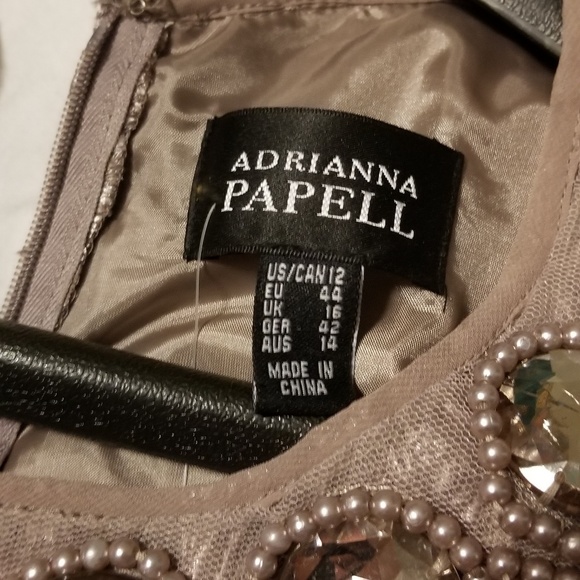 ADRIANNA
PAPELL
US/CAN 12
EU 44
UK 16
GER 42
AUS 14
MADE IN
CHINA